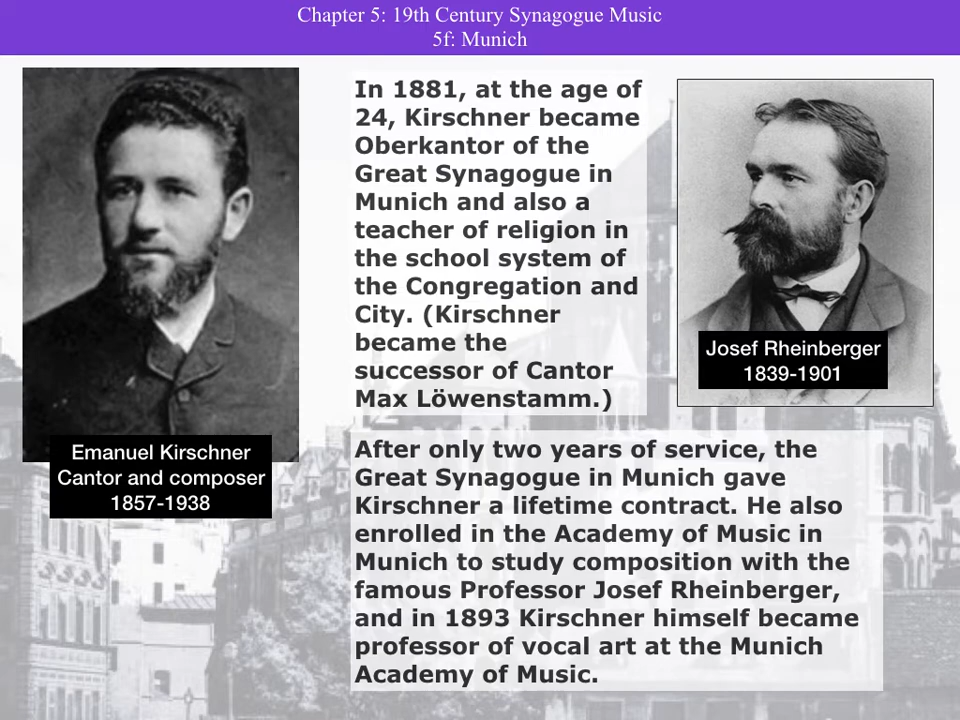 Chapter 5: 19th Century Synagogue Music
5f: Munich
In 1881, at the age of
24, Kirschner became
Oberkantor of the
Great Synagogue in
Munich and also a
teacher of religion in
the school system of
the Congregation and
City. (Kirschner
became the
successor of Cantor
Max Löwenstamm.)
Josef Rheinberger
1839-1901
Emanuel Kirschner
Cantor and composer
1857-1938
After only two years of service, the
Great Synagogue in Munich gave
Kirschner a lifetime contract. He also
enrolled in the Academy of Music in
Munich to study composition with the
famous Professor Josef Rheinberger,
and in 1893 Kirschner himself became
professor of vocal art at the Munich
Academy of Music.